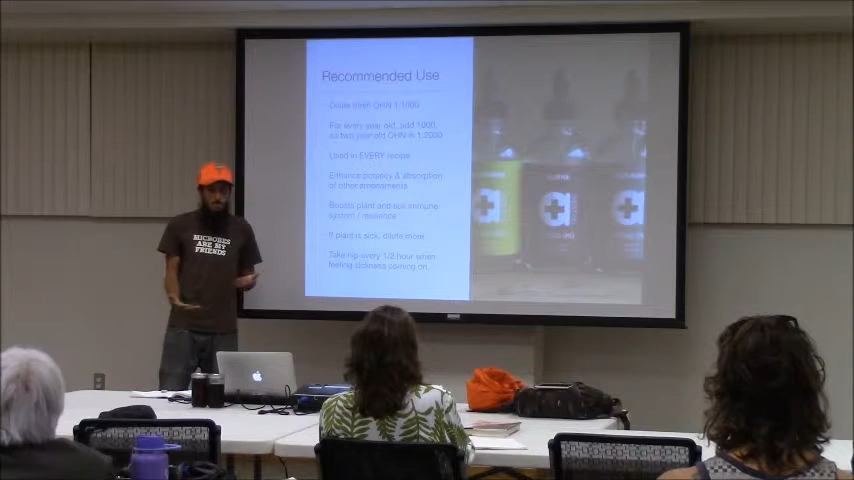 Recommended Use
Dilute fresh OHN 1:1000
For every year old, add 1000,
so two year old OHN is 1:2000
Used in EVERY recipe
Enhance potency & absorption
of other amendments
Boosts plant and soil immune
system / resilience
If plant is sick, dilute more
Take nip every 1/2 hour when
feeling sickness coming on.
MICROBES
ARE MY
FRIENDS